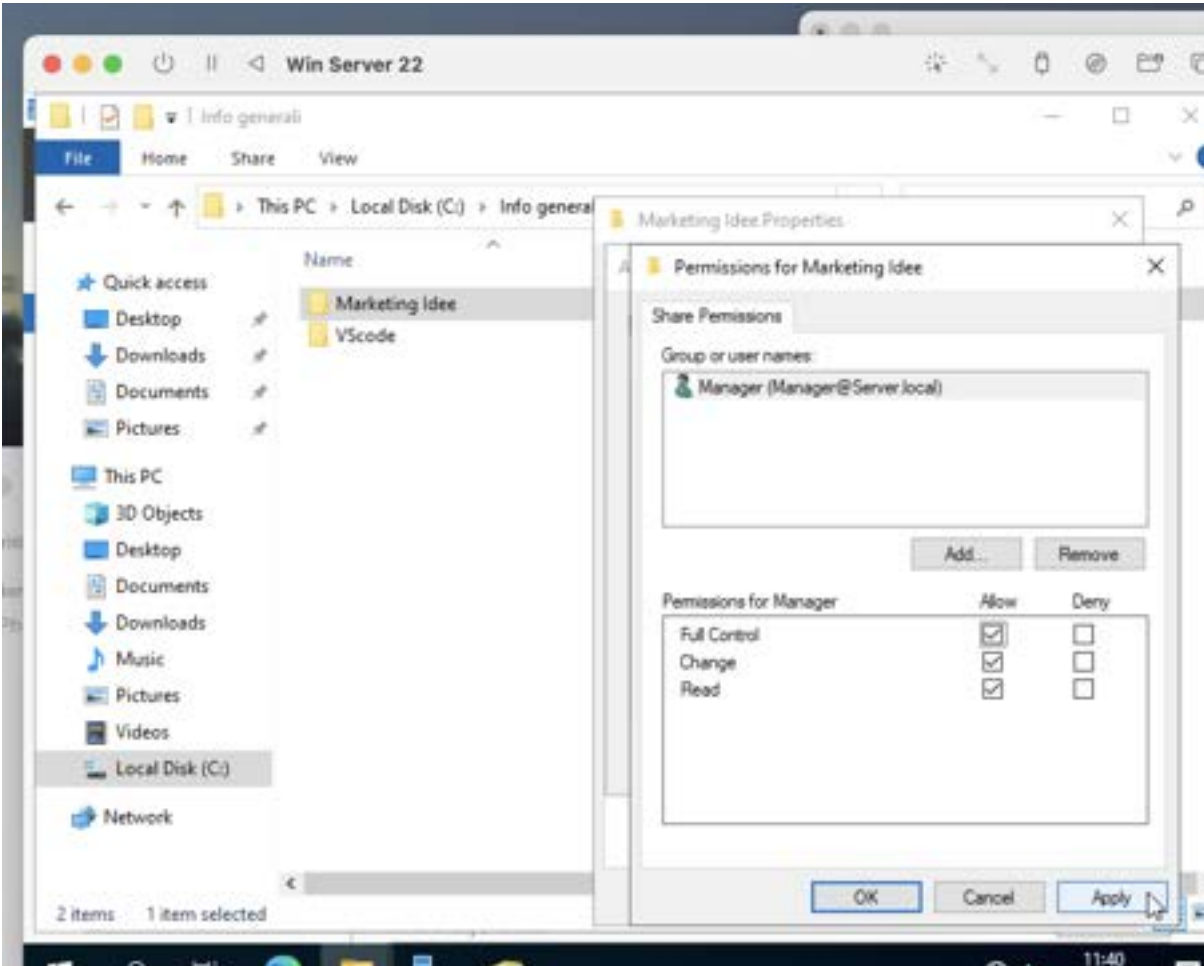 Win Server 22
Info generali
File Home Share View
This PC Local Disk (C:) Info general
Marketing Idee Properties
Permissions for Marketing Idee
Name
Quick access
Marketing Idee
Share Permissions
Desktop
VScode
Group or user names:
Downloads
Manager (Manager@Server.local)
Documents
Pictures
This PC
3D Objects
Desktop
Add... Remove
Documents
Permissions for Manager Allow Deny
Downloads
Full Control
Music
Change
Pictures
Read
Videos
Local Disk (C:)
Network
OK Cancel Apply
2 items 1 item selected
11:40